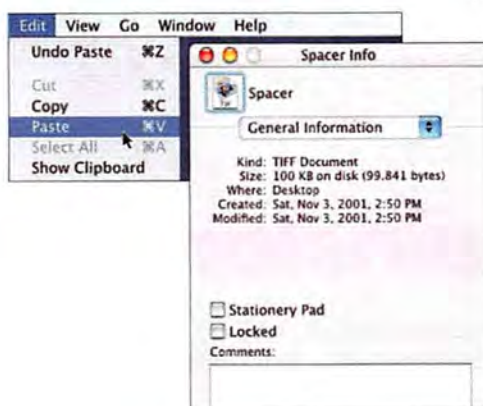 Edit View Go Window Help
Undo Paste ⌘Z
Cut ⌘X
Copy ⌘C
Paste ⌘V
Select All ⌘A
Show Clipboard
Spacer Info
Spacer
General Information
Kind: TIFF Document
Size: 100 KB on disk (99,841 bytes)
Where: Desktop
Created: Sat, Nov 3, 2001, 2:50 PM
Modified: Sat, Nov 3, 2001, 2:50 PM
Stationery Pad
Locked
Comments: